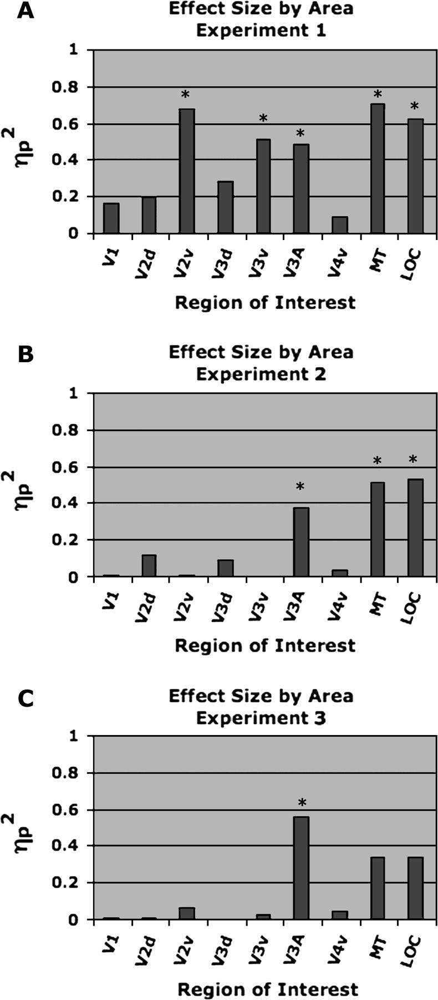 A
Effect Size by Area
Experiment 1
ηp2
1
0.8
0.6
0.4
0.2
0
* * * * *
V1 V2d V2v V3d V3v V3A V4v MT LOC
Region of Interest
B
Effect Size by Area
Experiment 2
ηp2
1
0.8
0.6
0.4
0.2
0
* * *
V1 V2d V2v V3d V3v V3A V4v MT LOC
Region of Interest
C
Effect Size by Area
Experiment 3
ηp2
1
0.8
0.6
0.4
0.2
0
*
V1 V2d V2v V3d V3v V3A V4v MT LOC
Region of Interest